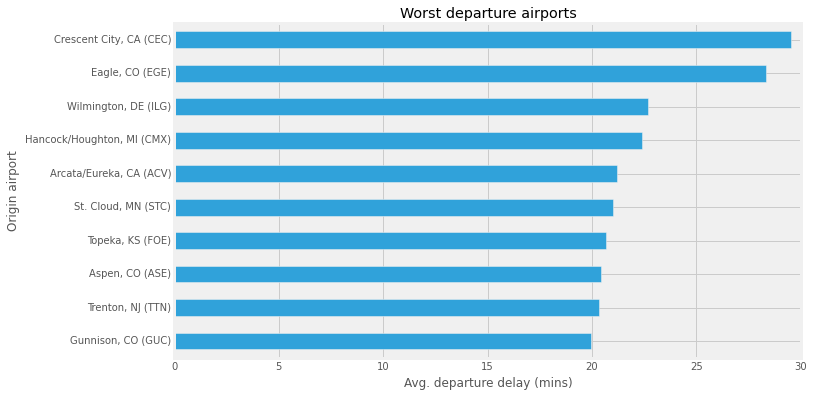 Worst departure airports
Crescent City, CA (CEC)
Eagle, CO (EGE)
Wilmington, DE (ILG)
Hancock/Houghton, MI (CMX)
Arcata/Eureka, CA (ACV)
St. Cloud, MN (STC)
Topeka, KS (FOE)
Aspen, CO (ASE)
Trenton, NJ (TTN)
Gunnison, CO (GUC)
Origin airport
0 5 10 15 20 25 30
Avg. departure delay (mins)